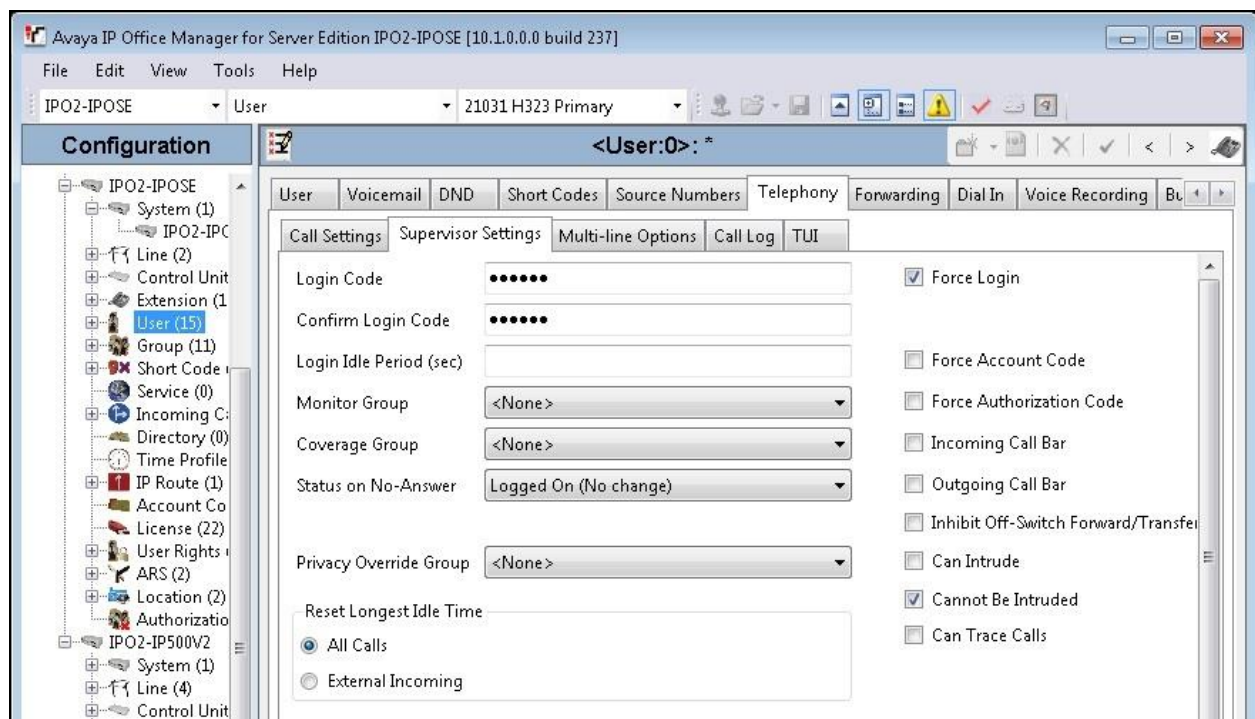 Avaya IP Office Manager for Server Edition IPO2-IPOSE [10.1.0.0.0 build 237]
File Edit View Tools Help
IPO2-IPOSE User 21031 H323 Primary
Configuration
IPO2-IPOSE
System (1)
IPO2-IPC
Line (2)
Control Unit
Extension (1
User (15)
Group (11)
Short Code
Service (0)
Incoming Ca
Directory (0)
Time Profile
IP Route (1)
Account Co
License (22)
User Rights
ARS (2)
Location (2)
Authorizatio
IPO2-IP500V2
System (1)
Line (4)
Control Unit
<User:0>: *
User Voicemail DND Short Codes Source Numbers Telephony Forwarding Dial In Voice Recording Bu
Call Settings Supervisor Settings Multi-line Options Call Log TUI
Login Code ●●●●●●
Confirm Login Code ●●●●●●
Login Idle Period (sec)
Monitor Group <None>
Coverage Group <None>
Status on No-Answer Logged On (No change)
Privacy Override Group <None>
Reset Longest Idle Time
All Calls
External Incoming
Force Login
Force Account Code
Force Authorization Code
Incoming Call Bar
Outgoing Call Bar
Inhibit Off-Switch Forward/Transfer
Can Intrude
Cannot Be Intruded
Can Trace Calls